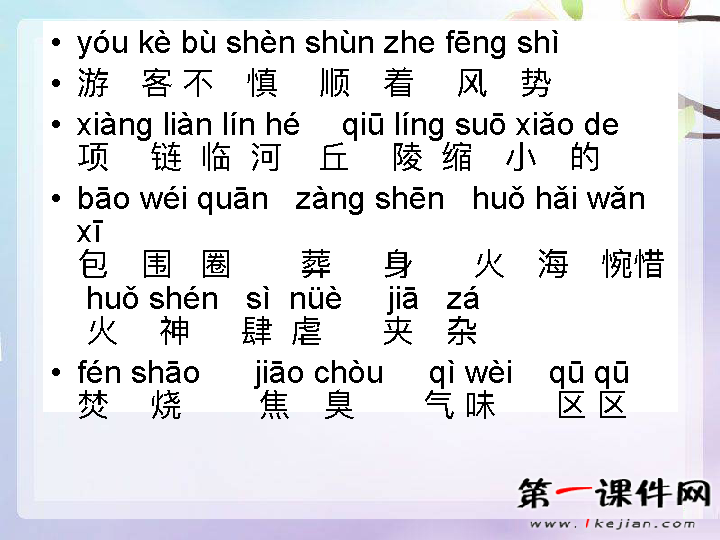 • yóu kè bù shèn shùn zhe fēng shì
• 游 客 不 慎 顺 着 风 势
• xiàng liàn lín hé qiū líng suō xiǎo de
项 链 临 河 丘 陵 缩 小 的
• bāo wéi quān zàng shēn huǒ hǎi wǎn
xī
包 围 圈 葬 身 火 海 惋惜
huǒ shén sì nüè jiā zá
火 神 肆 虐 夹 杂
• fén shāo jiāo chòu qì wèi qū qū
焚 烧 焦 臭 气 味 区 区
第一课件网
www.1kejian.com